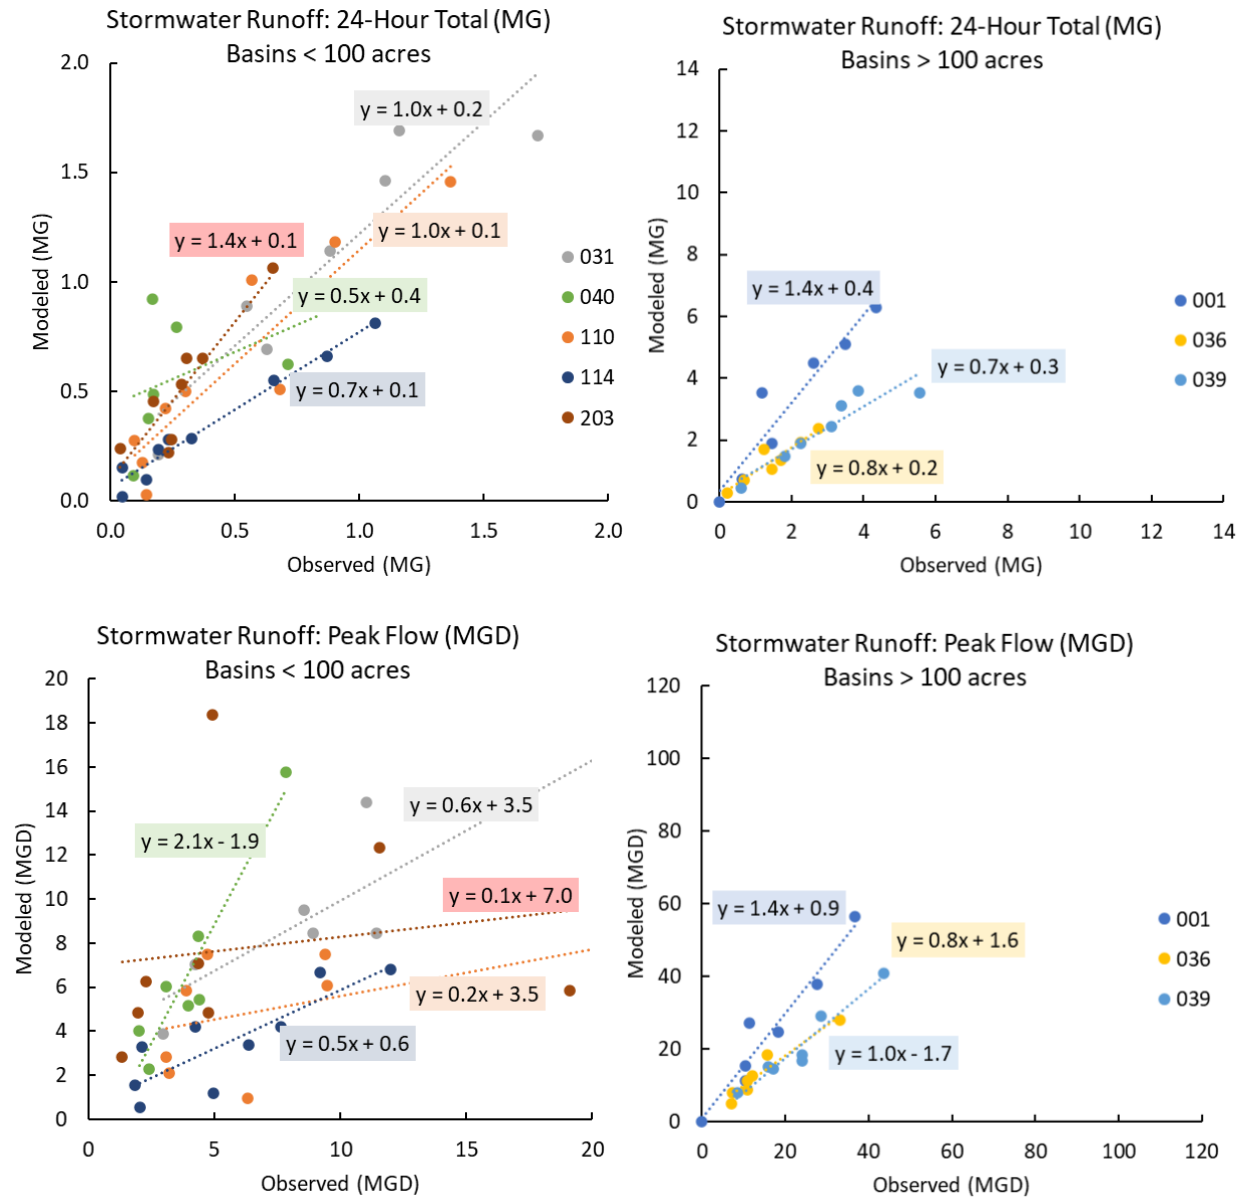 Stormwater Runoff: 24-Hour Total (MG)
Basins < 100 acres
2.0
1.5
1.0
0.5
0.0
Modeled (MG)
y = 1.0x + 0.2
y = 1.4x + 0.1
y = 1.0x + 0.1
y = 0.5x + 0.4
y = 0.7x + 0.1
031
040
110
114
203
0.0 0.5 1.0 1.5 2.0
Observed (MG)
Stormwater Runoff: 24-Hour Total (MG)
Basins > 100 acres
14
12
10
8
6
4
2
0
Modeled (MG)
y = 1.4x + 0.4
y = 0.7x + 0.3
y = 0.8x + 0.2
001
036
039
0 2 4 6 8 10 12 14
Observed (MG)
Stormwater Runoff: Peak Flow (MGD)
Basins < 100 acres
20
18
16
14
12
10
8
6
4
2
0
Modeled (MGD)
y = 0.6x + 3.5
y = 2.1x - 1.9
y = 0.1x + 7.0
y = 0.2x + 3.5
y = 0.5x + 0.6
0 5 10 15 20
Observed (MGD)
Stormwater Runoff: Peak Flow (MGD)
Basins > 100 acres
120
100
80
60
40
20
0
Modeled (MGD)
y = 1.4x + 0.9
y = 0.8x + 1.6
y = 1.0x - 1.7
001
036
039
0 20 40 60 80 100 120
Observed (MGD)